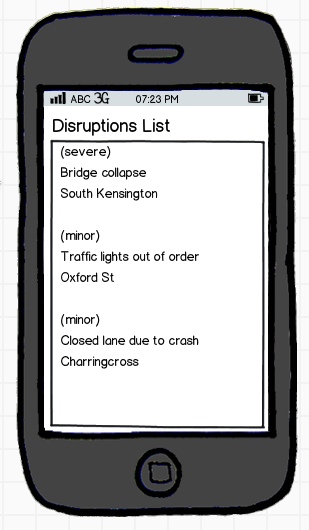 ABC 3G 07:23 PM
Disruptions List
(severe)
Bridge collapse
South Kensington
(minor)
Traffic lights out of order
Oxford St
(minor)
Closed lane due to crash
Charringcross